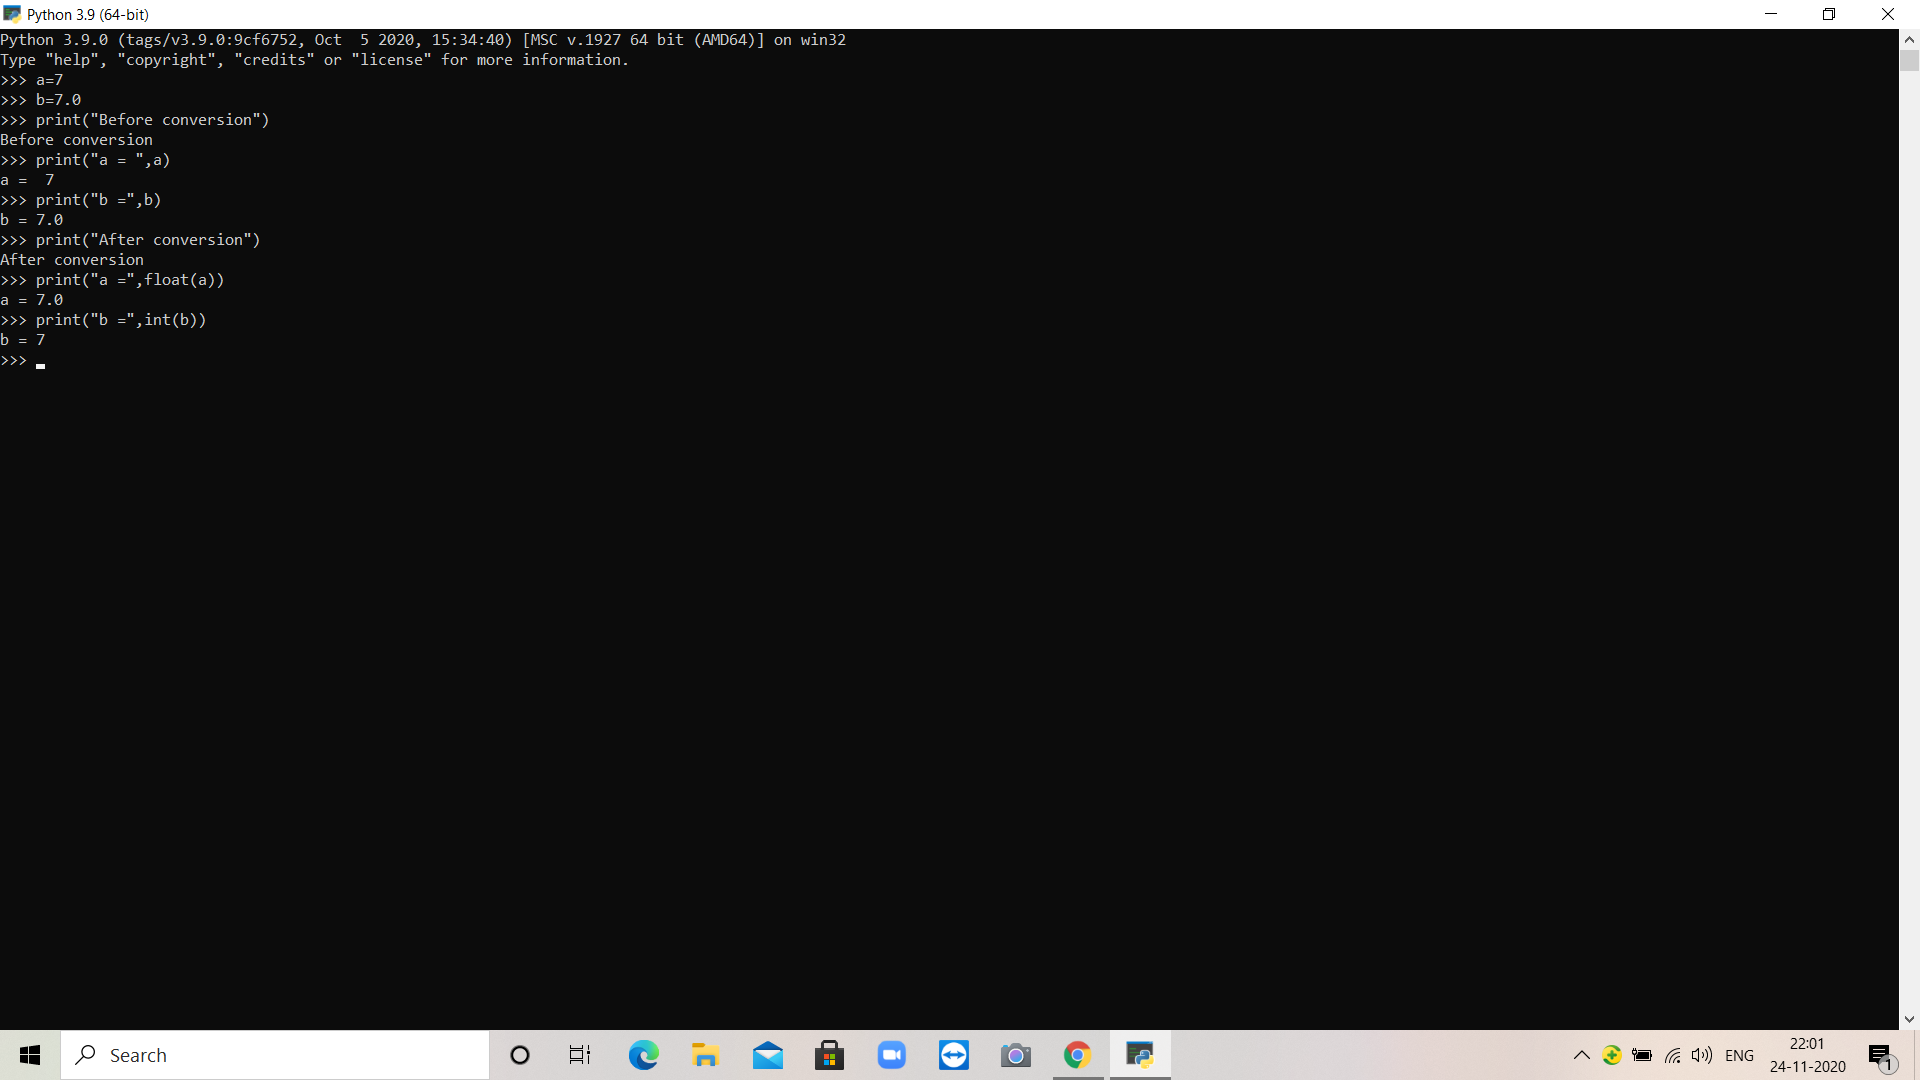 Python 3.9 (64-bit)
Python 3.9.0 (tags/v3.9.0:9cf6752, Oct  5 2020, 15:34:40) [MSC v.1927 64 bit (AMD64)] on win32
Type "help", "copyright", "credits" or "license" for more information.
>>> a=7
>>> b=7.0
>>> print("Before conversion")
Before conversion
>>> print("a = ",a)
a =  7
>>> print("b =",b)
b = 7.0
>>> print("After conversion")
After conversion
>>> print("a =",float(a))
a = 7.0
>>> print("b =",int(b))
b = 7
>>>
Search
ENG
22:01
24-11-2020
1